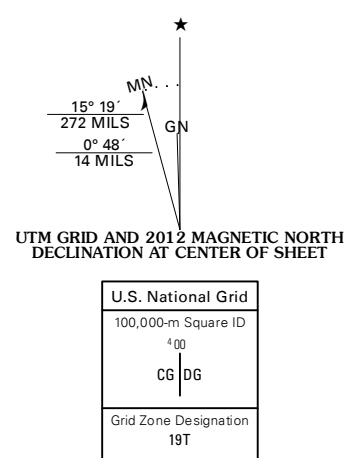 ★
MN
15° 19´
272 MILS
GN
0° 48´
14 MILS
UTM GRID AND 2012 MAGNETIC NORTH
DECLINATION AT CENTER OF SHEET
U.S. National Grid
100,000-m Square ID
⁴00
CG DG
Grid Zone Designation
19T